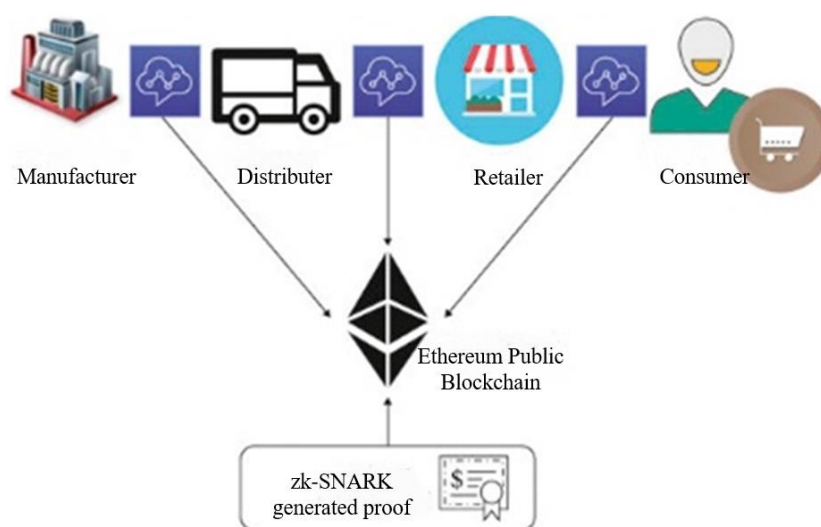 Manufacturer
Distributer
Retailer
Consumer
Ethereum Public
Blockchain
zk-SNARK
generated proof
$